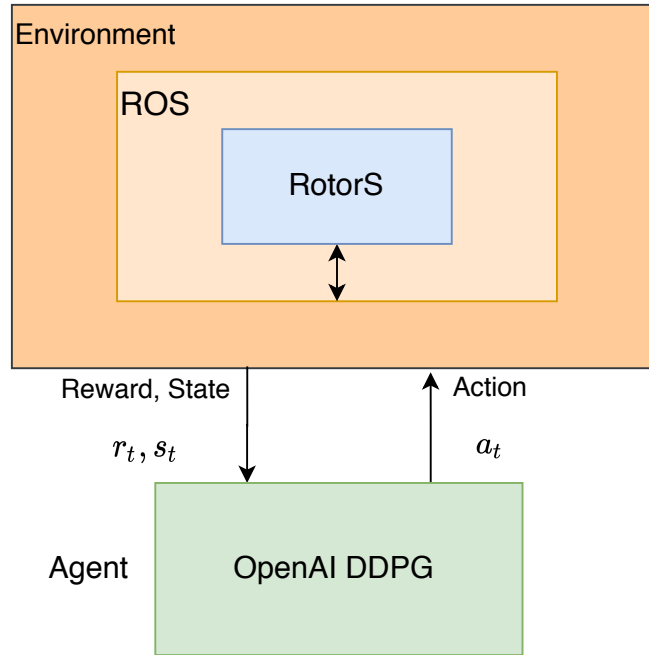 Environment
ROS
RotorS
Reward, State
Action
r_t, s_t
a_t
Agent
OpenAI DDPG